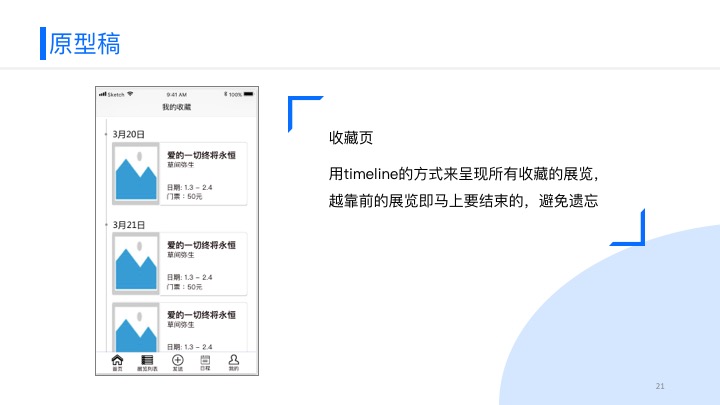 原型稿
Sketch
9:41 AM
100%
我的收藏
3月20日
爱的一切终将永恒
草间弥生
日期: 1.3 ~ 2.4
门票：50元
3月21日
爱的一切终将永恒
草间弥生
日期: 1.3 ~ 2.4
门票：50元
爱的一切终将永恒
草间弥生
日期: 1.3 ~ 2.4
首页 展览列表 发送 日程 我的
收藏页
用timeline的方式来呈现所有收藏的展览，
越靠前的展览即马上要结束的，避免遗忘
21